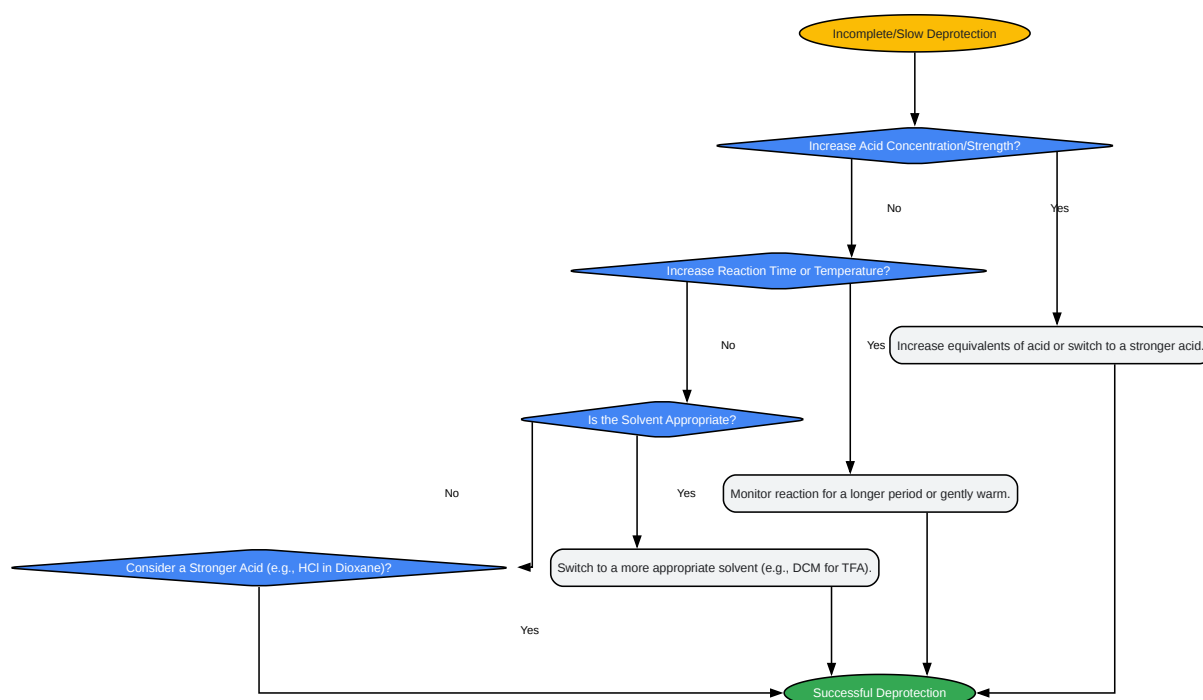 Incomplete/Slow Deprotection
Increase Acid Concentration/Strength?
No
Yes
Increase Reaction Time or Temperature?
No
Yes
Increase equivalents of acid or switch to a stronger acid.
Is the Solvent Appropriate?
No
Yes
Monitor reaction for a longer period or gently warm.
Consider a Stronger Acid (e.g., HCl in Dioxane)?
Switch to a more appropriate solvent (e.g., DCM for TFA).
Yes
Successful Deprotection